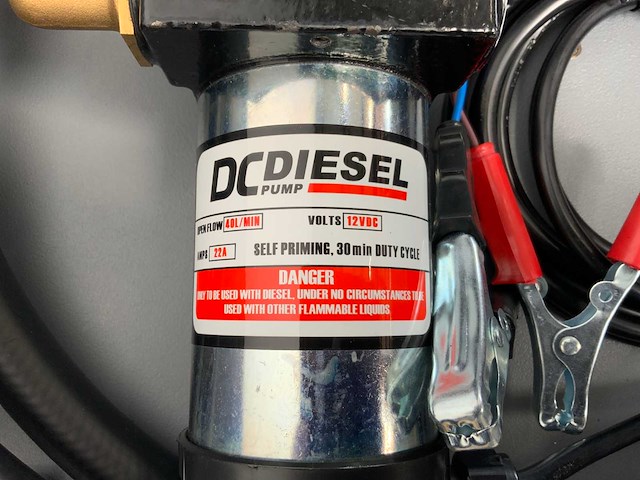 DC DIESEL
PUMP
OPEN FLOW 40L/MIN VOLTS 12VDC
AMPS 22A SELF PRIMING, 30min DUTY CYCLE
DANGER
ONLY TO BE USED WITH DIESEL, UNDER NO CIRCUMSTANCES TO BE
USED WITH OTHER FLAMMABLE LIQUIDS